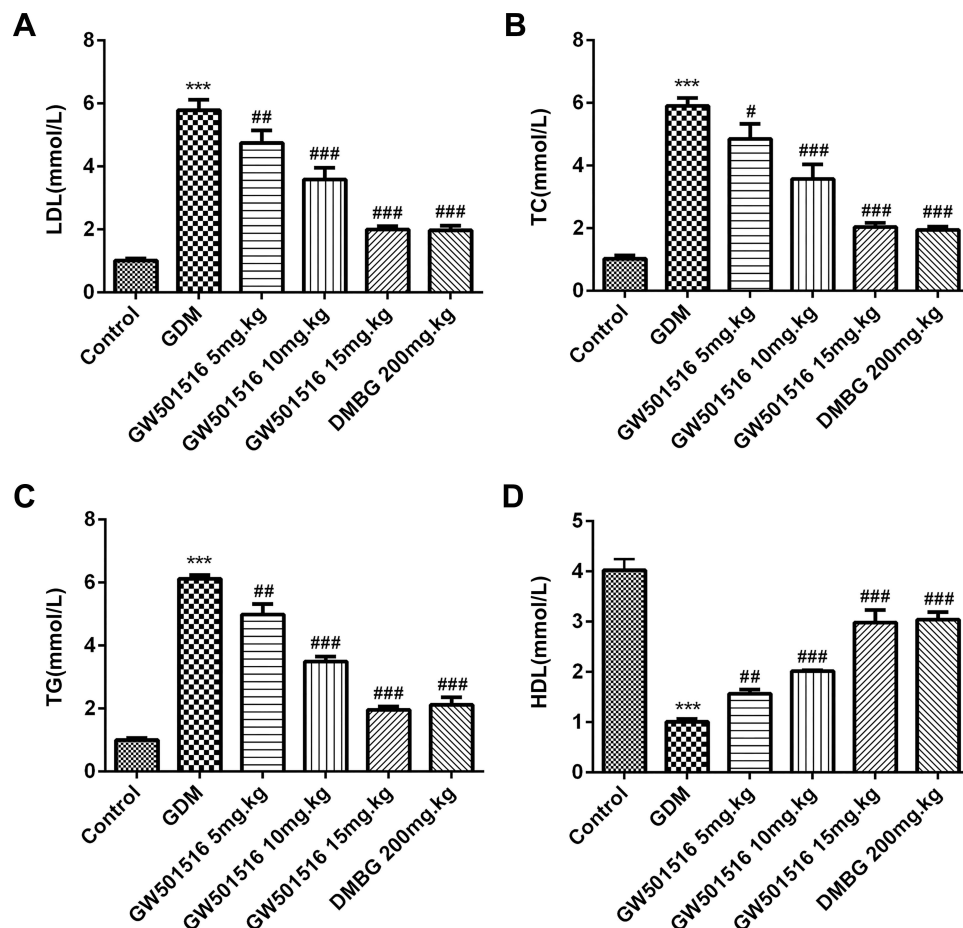 A
LDL(mmol/L)
8
6
4
2
0
***
##
###
###
###
Control
GDM
GW501516 5mg.kg
GW501516 10mg.kg
GW501516 15mg.kg
DMBG 200mg.kg
B
TC(mmol/L)
8
6
4
2
0
***
#
###
###
###
Control
GDM
GW501516 5mg.kg
GW501516 10mg.kg
GW501516 15mg.kg
DMBG 200mg.kg
C
TG(mmol/L)
8
6
4
2
0
***
##
###
###
###
Control
GDM
GW501516 5mg.kg
GW501516 10mg.kg
GW501516 15mg.kg
DMBG 200mg.kg
D
HDL(mmol/L)
5
4
3
2
1
0
***
##
###
###
###
Control
GDM
GW501516 5mg.kg
GW501516 10mg.kg
GW501516 15mg.kg
DMBG 200mg.kg